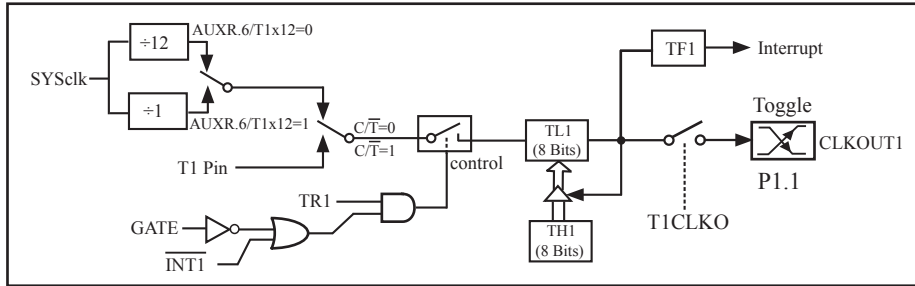 AUXR.6/T1x12=0
÷12
SYSclk
÷1
AUXR.6/T1x12=1
T1 Pin
C/T̅=0
C/T̅=1
control
TL1
(8 Bits)
TH1
(8 Bits)
TF1
Interrupt
Toggle
CLKOUT1
P1.1
T1CLKO
TR1
GATE
I̅N̅T̅1̅